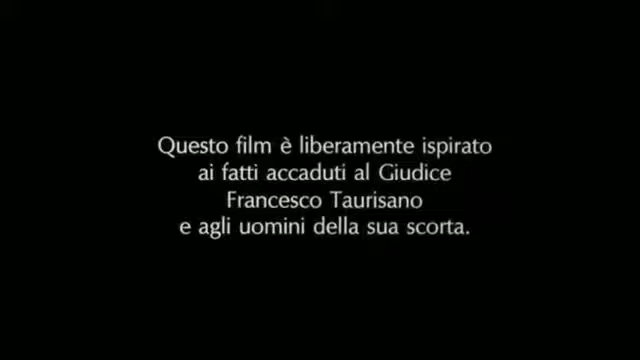 Questo film è liberamente ispirato
ai fatti accaduti al Giudice
Francesco Taurisano
e agli uomini della sua scorta.